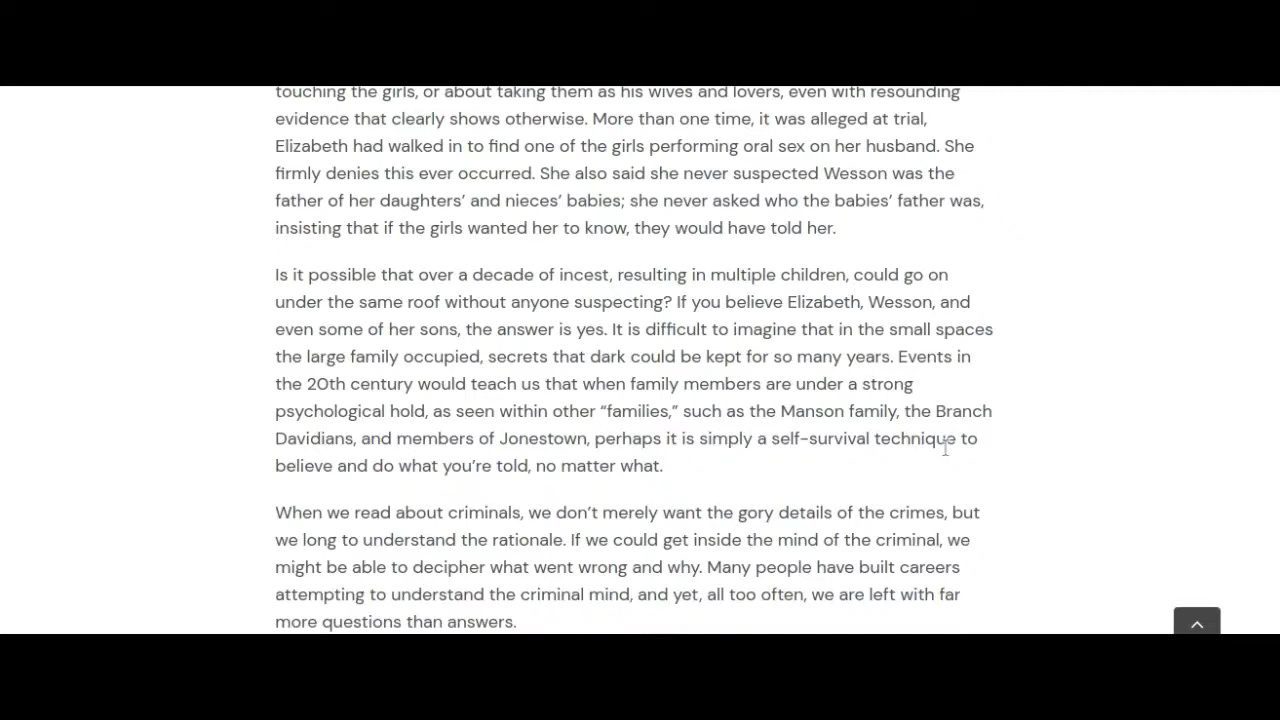 touching the girls, or about taking them as his wives and lovers, even with resounding
evidence that clearly shows otherwise. More than one time, it was alleged at trial,
Elizabeth had walked in to find one of the girls performing oral sex on her husband. She
firmly denies this ever occurred. She also said she never suspected Wesson was the
father of her daughters’ and nieces’ babies; she never asked who the babies’ father was,
insisting that if the girls wanted her to know, they would have told her.
Is it possible that over a decade of incest, resulting in multiple children, could go on
under the same roof without anyone suspecting? If you believe Elizabeth, Wesson, and
even some of her sons, the answer is yes. It is difficult to imagine that in the small spaces
the large family occupied, secrets that dark could be kept for so many years. Events in
the 20th century would teach us that when family members are under a strong
psychological hold, as seen within other “families,” such as the Manson family, the Branch
Davidians, and members of Jonestown, perhaps it is simply a self-survival technique to
believe and do what you’re told, no matter what.
When we read about criminals, we don’t merely want the gory details of the crimes, but
we long to understand the rationale. If we could get inside the mind of the criminal, we
might be able to decipher what went wrong and why. Many people have built careers
attempting to understand the criminal mind, and yet, all too often, we are left with far
more questions than answers.